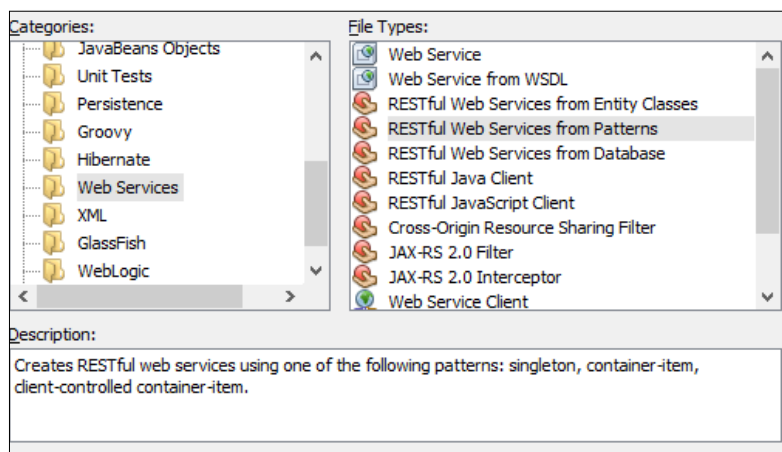 Categories:
JavaBeans Objects
Unit Tests
Persistence
Groovy
Hibernate
Web Services
XML
GlassFish
WebLogic
File Types:
Web Service
Web Service from WSDL
RESTful Web Services from Entity Classes
RESTful Web Services from Patterns
RESTful Web Services from Database
RESTful Java Client
RESTful JavaScript Client
Cross-Origin Resource Sharing Filter
JAX-RS 2.0 Filter
JAX-RS 2.0 Interceptor
Web Service Client
Description:
Creates RESTful web services using one of the following patterns: singleton, container-item,
client-controlled container-item.